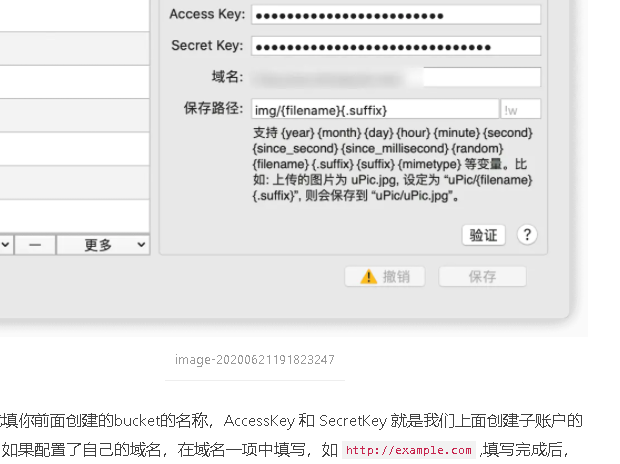 Access Key: ●●●●●●●●●●●●●●●●●●●●●●●●
Secret Key: ●●●●●●●●●●●●●●●●●●●●●●●●●●●●●●
域名:
保存路径: img/{filename}{.suffix} !w
支持 {year} {month} {day} {hour} {minute} {second}
{since_second} {since_millisecond} {random}
{filename} {.suffix} {suffix} {mimetype} 等变量。比
如: 上传的图片为 uPic.jpg, 设定为 “uPic/{filename}
{.suffix}”, 则会保存到 “uPic/uPic.jpg”。
验证 ?
更多
撤销 保存
image-20200621191823247
填你前面创建的bucket的名称，AccessKey 和 SecretKey 就是我们上面创建子账户的
如果配置了自己的域名，在域名一项中填写，如 http://example.com ,填写完成后，